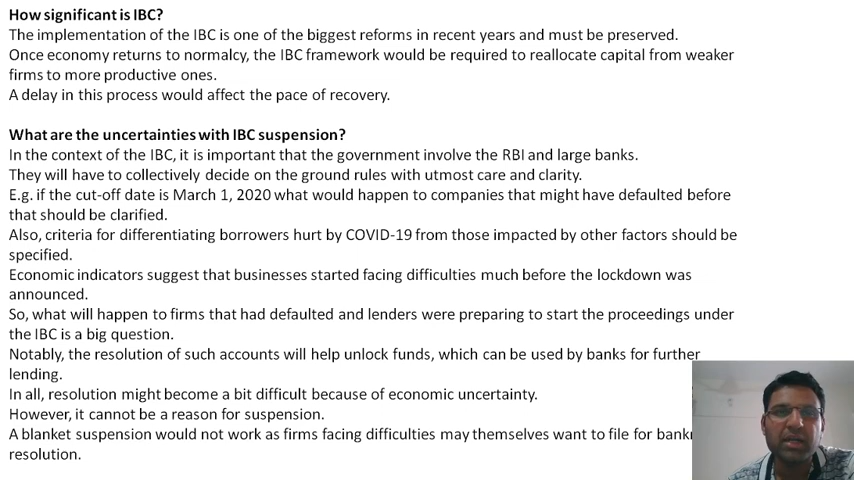 How significant is IBC?
The implementation of the IBC is one of the biggest reforms in recent years and must be preserved.
Once economy returns to normalcy, the IBC framework would be required to reallocate capital from weaker
firms to more productive ones.
A delay in this process would affect the pace of recovery.
What are the uncertainties with IBC suspension?
In the context of the IBC, it is important that the government involve the RBI and large banks.
They will have to collectively decide on the ground rules with utmost care and clarity.
E.g. if the cut-off date is March 1, 2020 what would happen to companies that might have defaulted before
that should be clarified.
Also, criteria for differentiating borrowers hurt by COVID-19 from those impacted by other factors should be
specified.
Economic indicators suggest that businesses started facing difficulties much before the lockdown was
announced.
So, what will happen to firms that had defaulted and lenders were preparing to start the proceedings under
the IBC is a big question.
Notably, the resolution of such accounts will help unlock funds, which can be used by banks for further
lending.
In all, resolution might become a bit difficult because of economic uncertainty.
However, it cannot be a reason for suspension.
A blanket suspension would not work as firms facing difficulties may themselves want to file for
resolution.